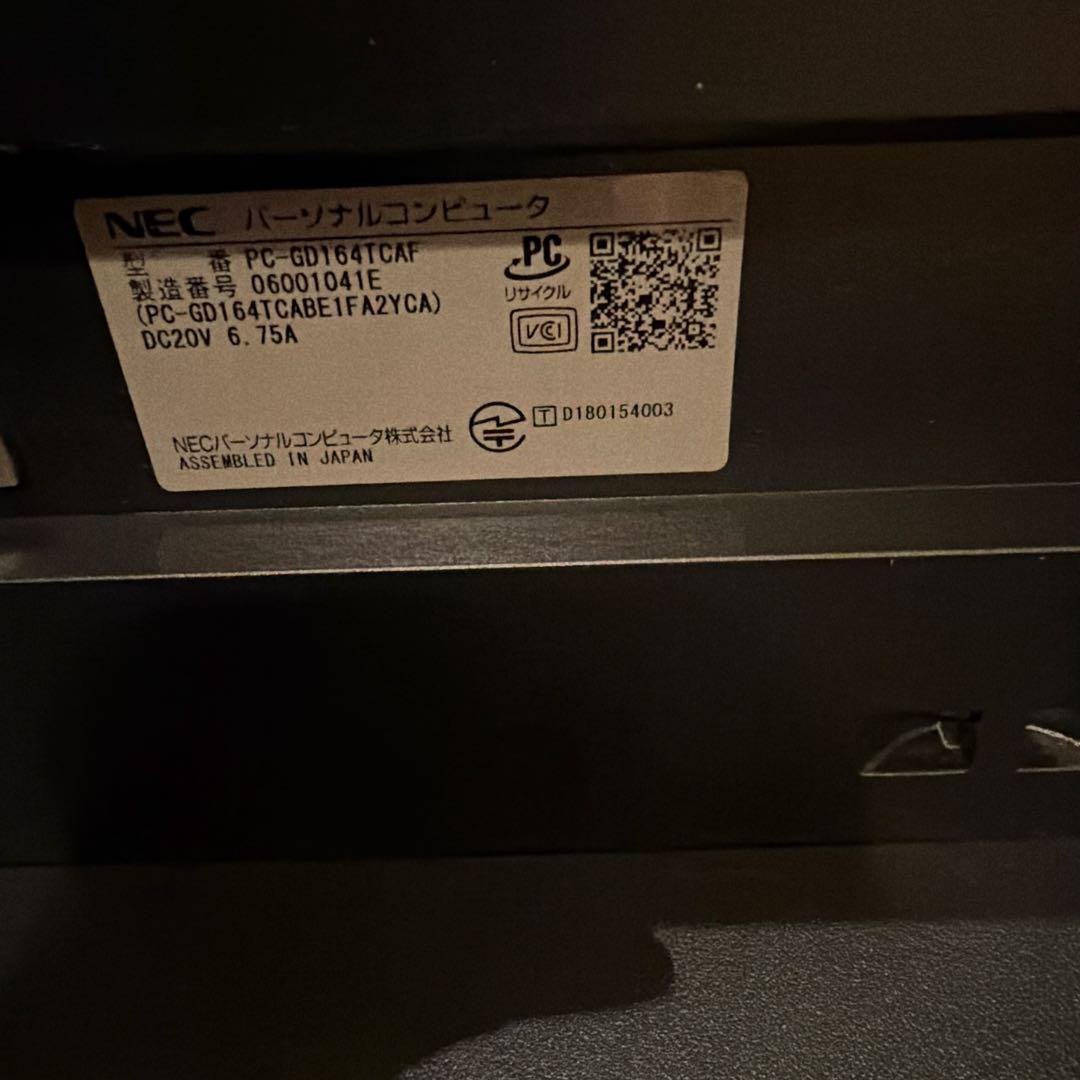 NEC パーソナルコンピュータ
型 番 PC-GD164TCAF
製造番号 06001041E
(PC-GD164TCABE1FA2YCA)
DC20V 6.75A
PC
リサイクル
VCCI
T D180154003
NECパーソナルコンピュータ株式会社
ASSEMBLED IN JAPAN